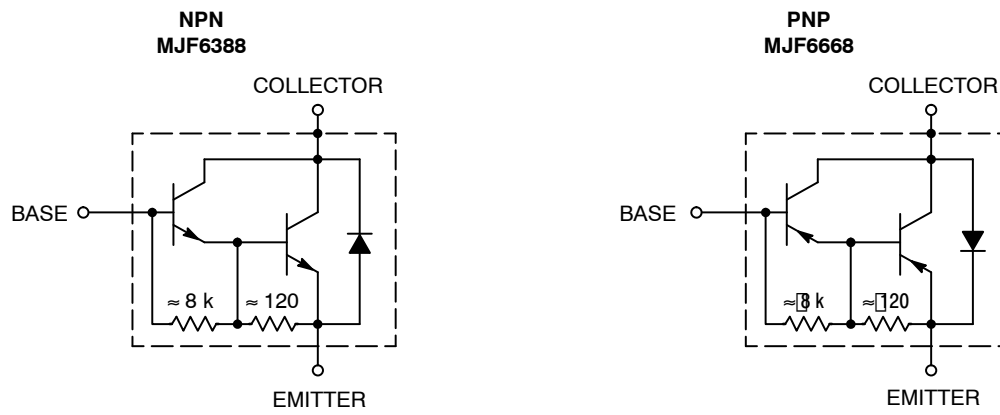 NPN
MJF6388
COLLECTOR
BASE
≈ 8 k
≈ 120
EMITTER
PNP
MJF6668
COLLECTOR
BASE
≈□8 k
≈□120
EMITTER